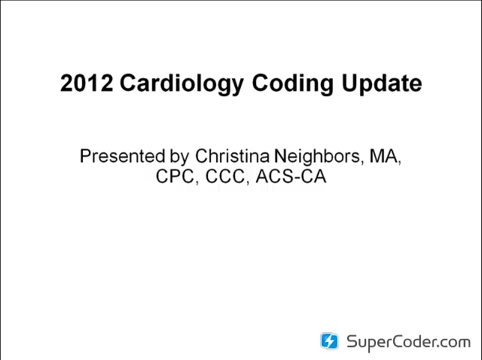 2012 Cardiology Coding Update
Presented by Christina Neighbors, MA,
CPC, CCC, ACS-CA
SuperCoder.com